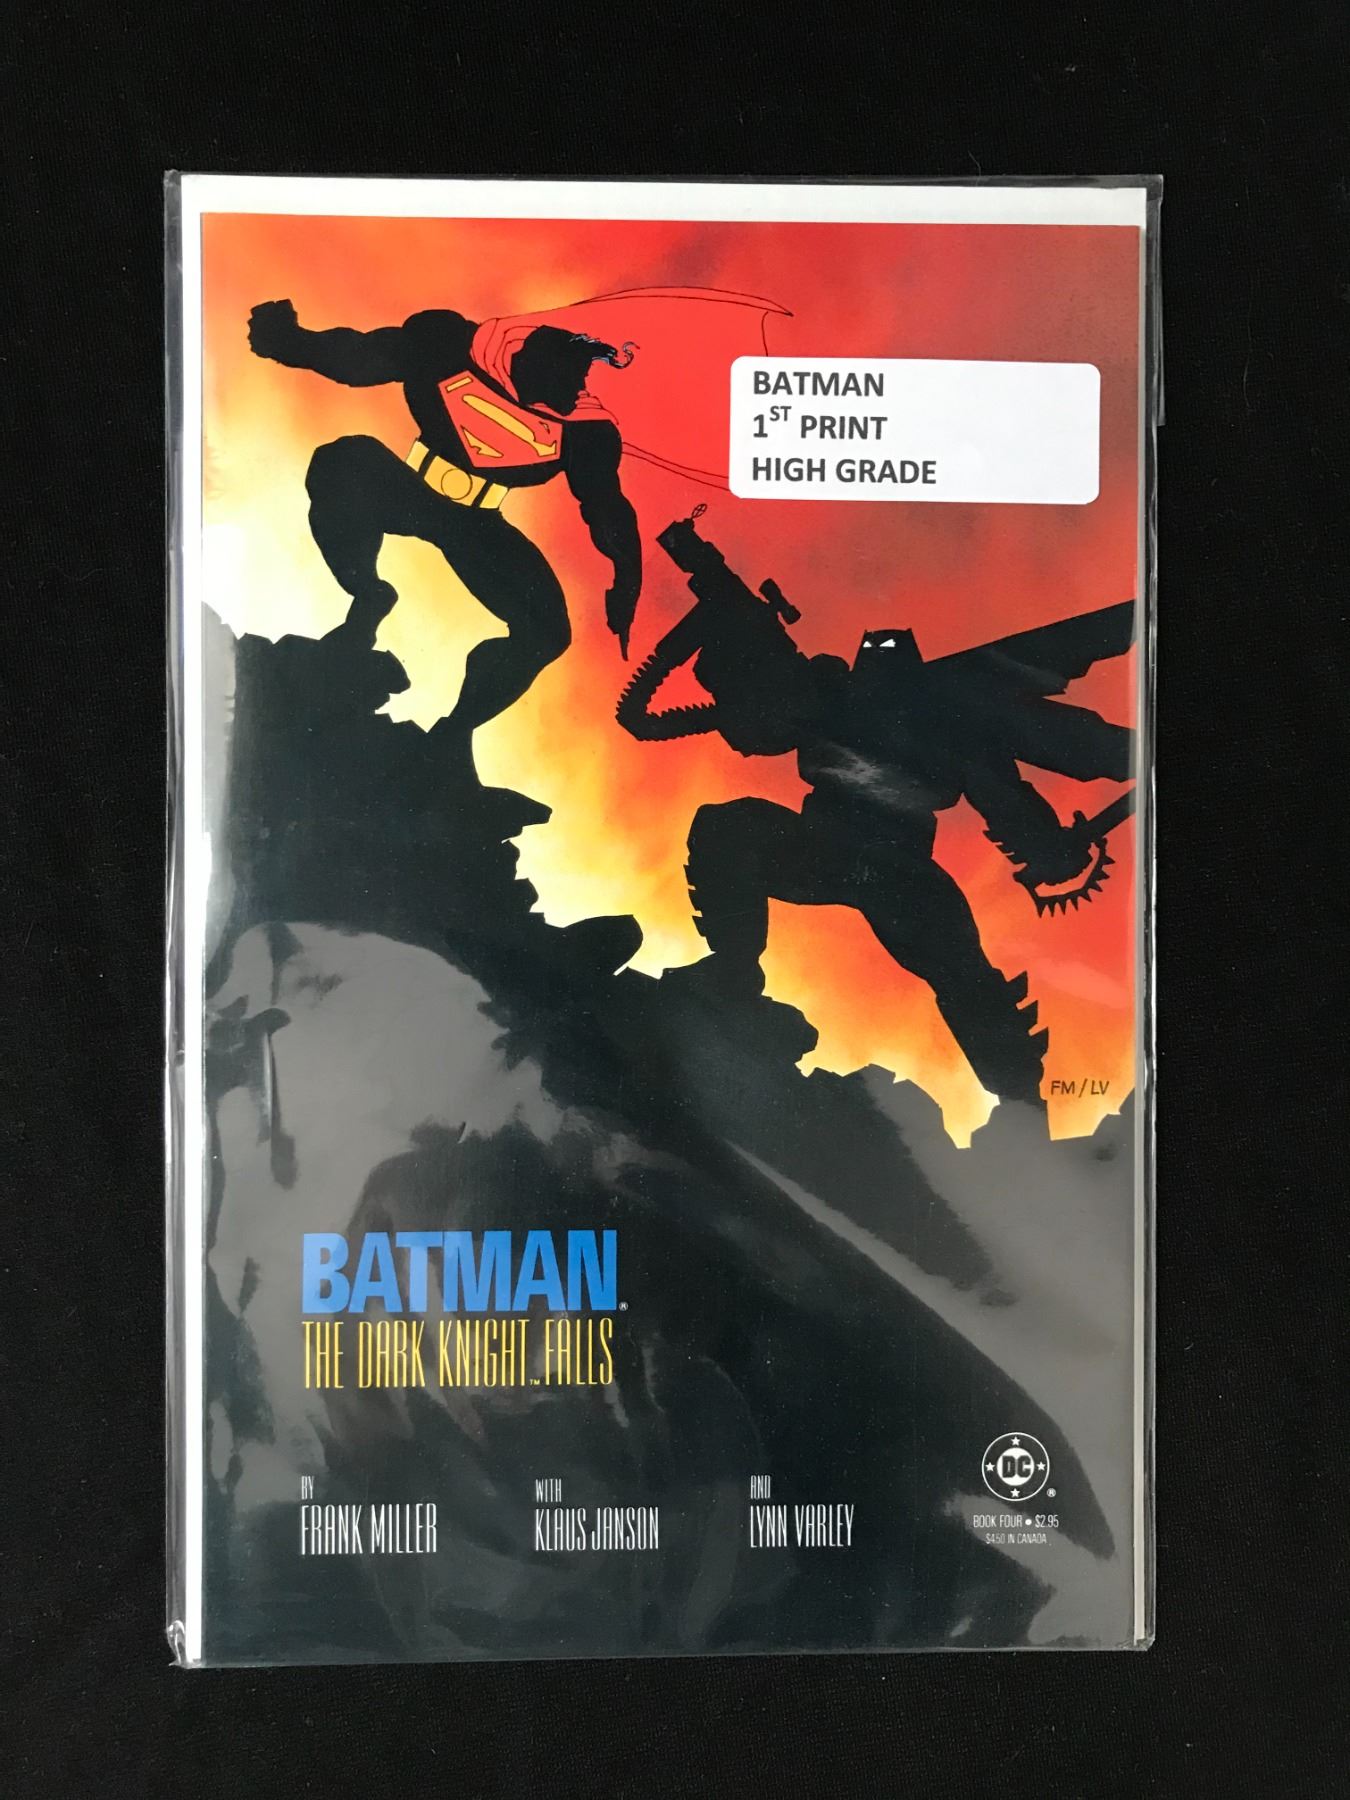 BATMAN
1ST PRINT
HIGH GRADE
FM/LV
BATMAN®
THE DARK KNIGHT™ FALLS
BY
FRANK MILLER
WITH
KLAUS JANSON
AND
LYNN VARLEY
DC®
BOOK FOUR • $2.95
$4.50 IN CANADA